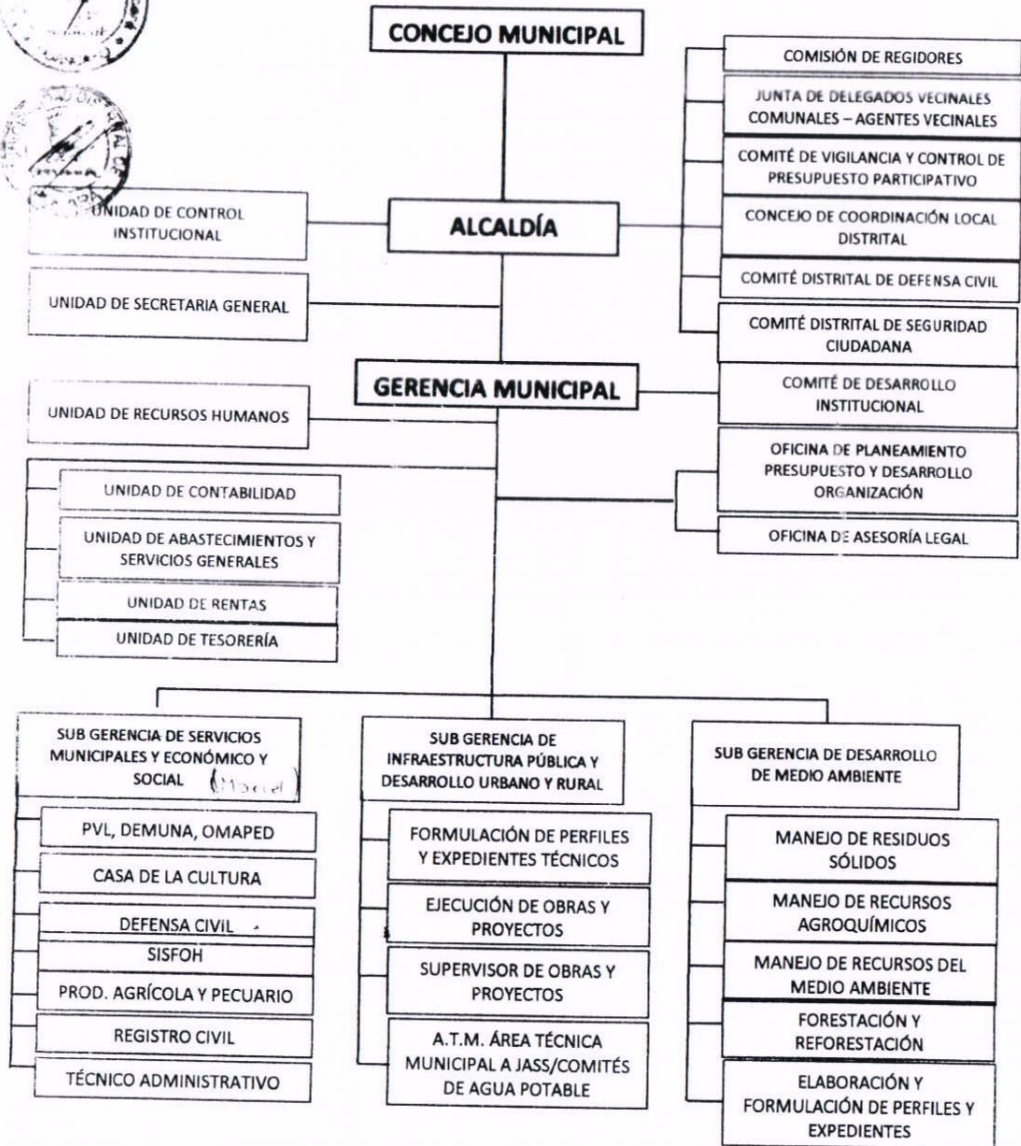 CONCEJO MUNICIPAL
COMISIÓN DE REGIDORES
JUNTA DE DELEGADOS VECINALES
COMUNALES – AGENTES VECINALES
COMITÉ DE VIGILANCIA Y CONTROL DE
PRESUPUESTO PARTICIPATIVO
CONCEJO DE COORDINACIÓN LOCAL
DISTRITAL
COMITÉ DISTRITAL DE DEFENSA CIVIL
COMITÉ DISTRITAL DE SEGURIDAD
CIUDADANA
UNIDAD DE CONTROL
INSTITUCIONAL
ALCALDÍA
UNIDAD DE SECRETARIA GENERAL
GERENCIA MUNICIPAL
COMITÉ DE DESARROLLO
INSTITUCIONAL
UNIDAD DE RECURSOS HUMANOS
OFICINA DE PLANEAMIENTO
PRESUPUESTO Y DESARROLLO
ORGANIZACIÓN
OFICINA DE ASESORÍA LEGAL
UNIDAD DE CONTABILIDAD
UNIDAD DE ABASTECIMIENTOS Y
SERVICIOS GENERALES
UNIDAD DE RENTAS
UNIDAD DE TESORERÍA
SUB GERENCIA DE SERVICIOS
MUNICIPALES Y ECONÓMICO Y
SOCIAL
PVL, DEMUNA, OMAPED
CASA DE LA CULTURA
DEFENSA CIVIL
SISFOH
PROD. AGRÍCOLA Y PECUARIO
REGISTRO CIVIL
TÉCNICO ADMINISTRATIVO
SUB GERENCIA DE
INFRAESTRUCTURA PÚBLICA Y
DESARROLLO URBANO Y RURAL
FORMULACIÓN DE PERFILES
Y EXPEDIENTES TÉCNICOS
EJECUCIÓN DE OBRAS Y
PROYECTOS
SUPERVISOR DE OBRAS Y
PROYECTOS
A.T.M. ÁREA TÉCNICA
MUNICIPAL A JASS/COMITÉS
DE AGUA POTABLE
SUB GERENCIA DE DESARROLLO
DE MEDIO AMBIENTE
MANEJO DE RESIDUOS
SÓLIDOS
MANEJO DE RECURSOS
AGROQUÍMICOS
MANEJO DE RECURSOS DEL
MEDIO AMBIENTE
FORESTACIÓN Y
REFORESTACIÓN
ELABORACIÓN Y
FORMULACIÓN DE PERFILES Y
EXPEDIENTES